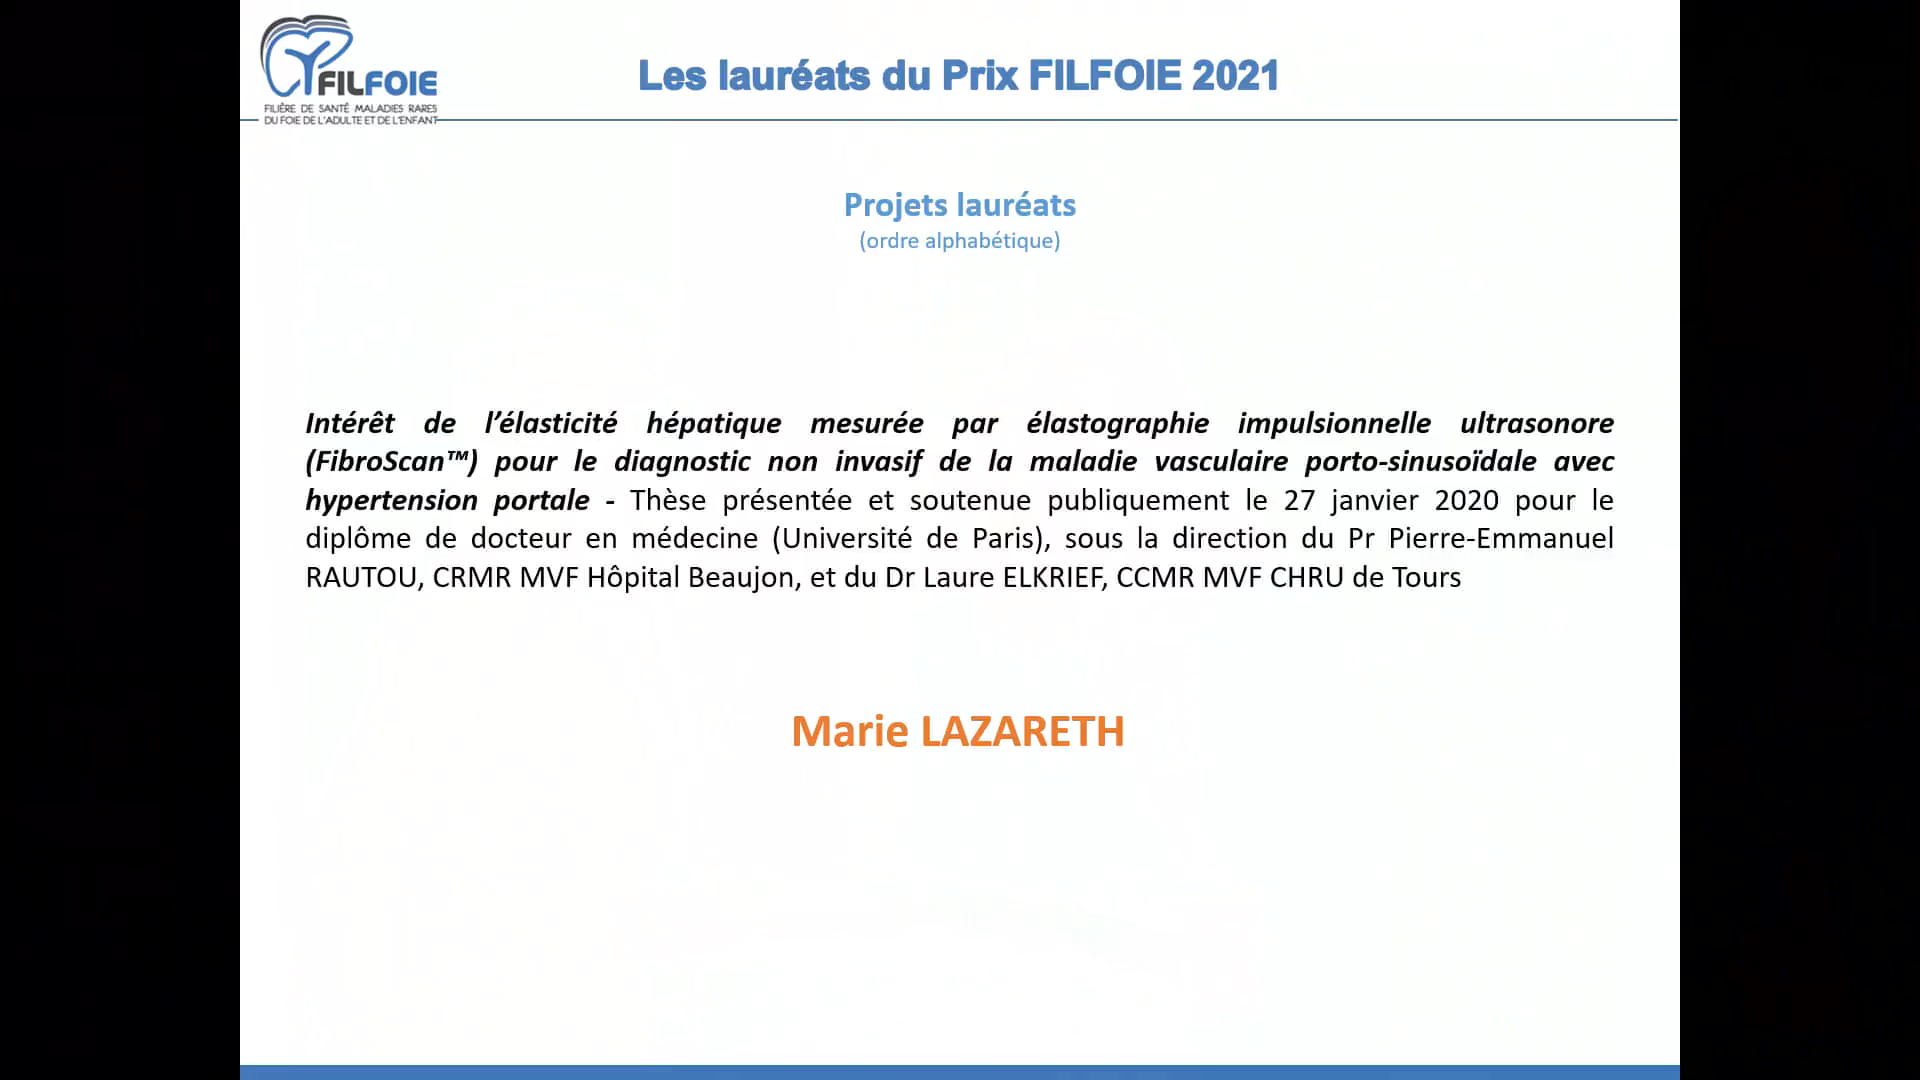 FILFOIE
FILIÈRE DE SANTÉ MALADIES RARES
DU FOIE DE L'ADULTE ET DE L'ENFANT
Les lauréats du Prix FILFOIE 2021
Projets lauréats
(ordre alphabétique)
Intérêt de l’élasticité hépatique mesurée par élastographie impulsionnelle ultrasonore
(FibroScan™) pour le diagnostic non invasif de la maladie vasculaire porto-sinusoïdale avec
hypertension portale - Thèse présentée et soutenue publiquement le 27 janvier 2020 pour le
diplôme de docteur en médecine (Université de Paris), sous la direction du Pr Pierre-Emmanuel
RAUTOU, CRMR MVF Hôpital Beaujon, et du Dr Laure ELKRIEF, CCMR MVF CHRU de Tours
Marie LAZARETH